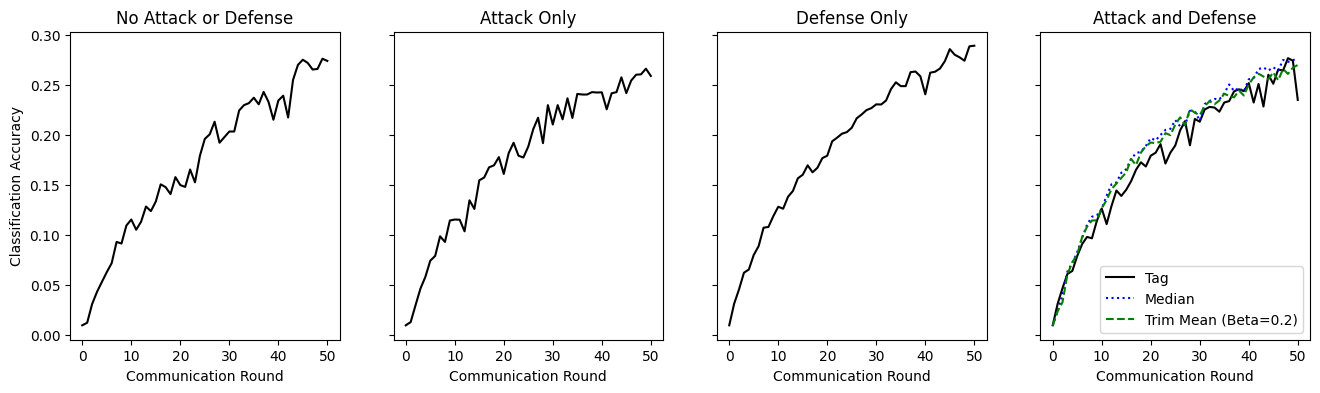 No Attack or Defense
Attack Only
Defense Only
Attack and Defense
Classification Accuracy
0.30
0.25
0.20
0.15
0.10
0.05
0.00
0 10 20 30 40 50
0 10 20 30 40 50
0 10 20 30 40 50
0 10 20 30 40 50
Communication Round
Communication Round
Communication Round
Communication Round
Tag
Median
Trim Mean (Beta=0.2)